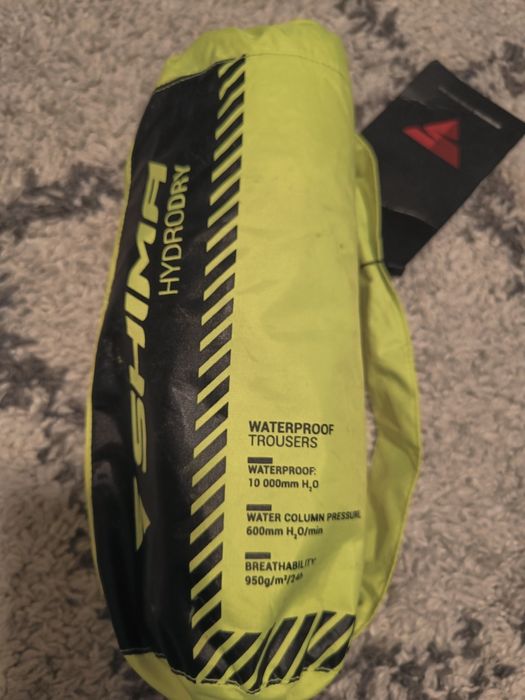 SHIMA
HYDRODRY
WATERPROOF
TROUSERS
WATERPROOF:
10 000mm H₂O
WATER COLUMN PRESSURE
600mm H₂O/min
BREATHABILITY
950g/m²/24h